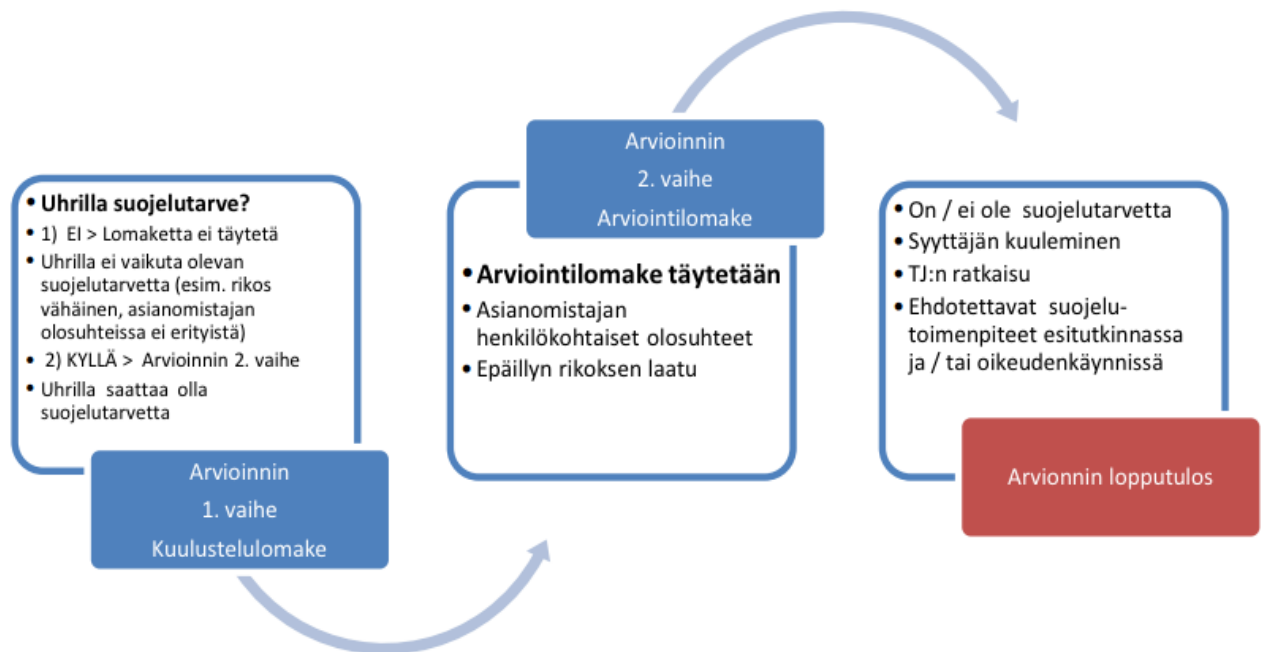 • Uhrilla suojelutarve?
• 1) EI > Lomaketta ei täytetä
• Uhrilla ei vaikuta olevan
suojelutarvetta (esim. rikos
vähäinen, asianomistajan
olosuhteissa ei erityistä)
• 2) KYLLÄ > Arvioinnin 2. vaihe
• Uhrilla saattaa olla
suojelutarvetta
Arvioinnin
1. vaihe
Kuulustelulomake
Arvioinnin
2. vaihe
Arviointilomake
• Arviointilomake täytetään
• Asianomistajan
henkilökohtaiset olosuhteet
• Epäillyn rikoksen laatu
• On / ei ole suojelutarvetta
• Syyttäjän kuuleminen
• TJ:n ratkaisu
• Ehdotettavat suojelu-
toimenpiteet esitutkinnassa
ja / tai oikeudenkäynnissä
Arvionnin lopputulos